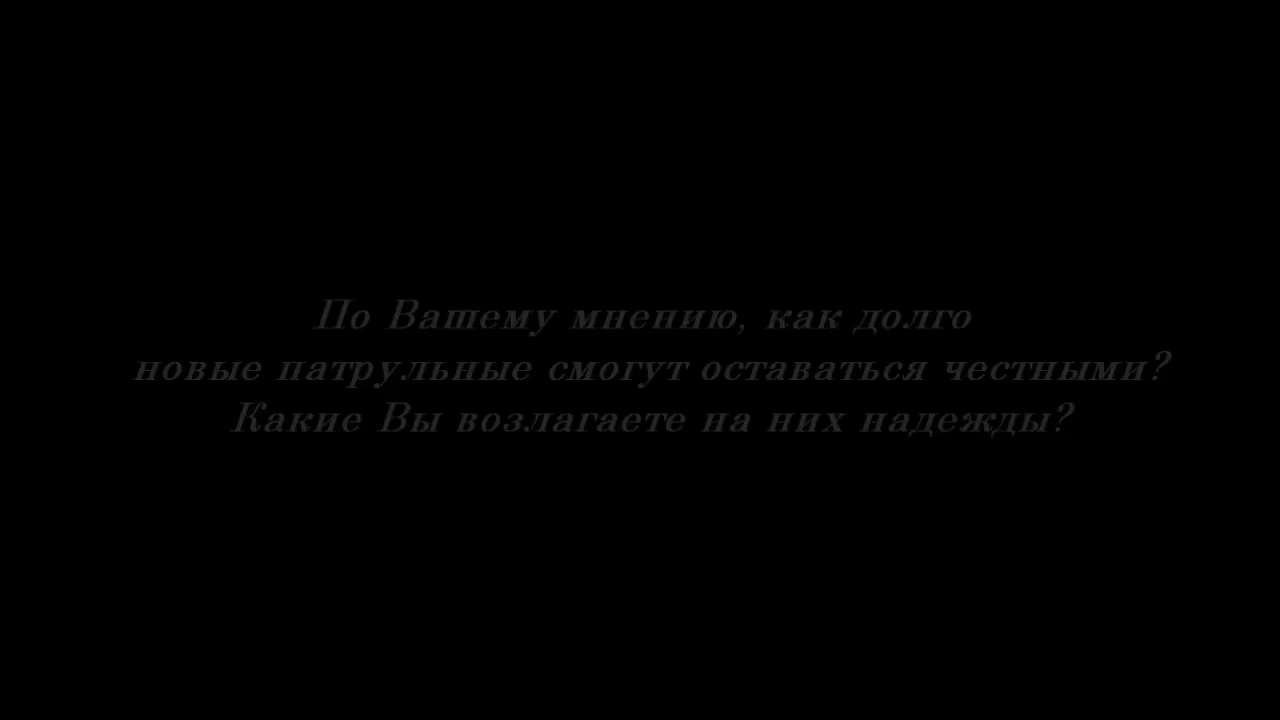 По Вашему мнению, как долго
новые патрульные смогут оставаться честными?
Какие Вы возлагаете на них надежды?